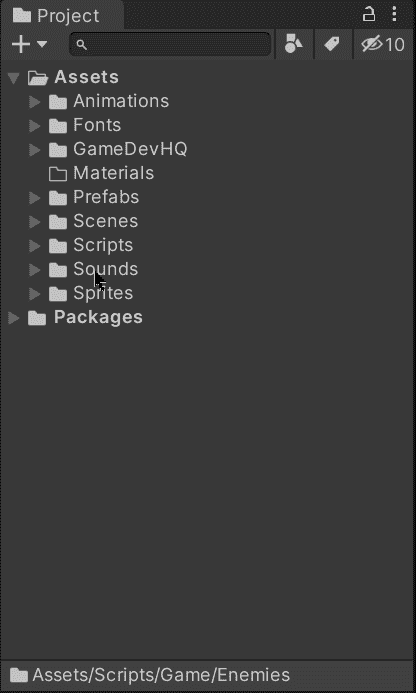 Project
10
Assets
Animations
Fonts
GameDevHQ
Materials
Prefabs
Scenes
Scripts
Sounds
Sprites
Packages
Assets/Scripts/Game/Enemies